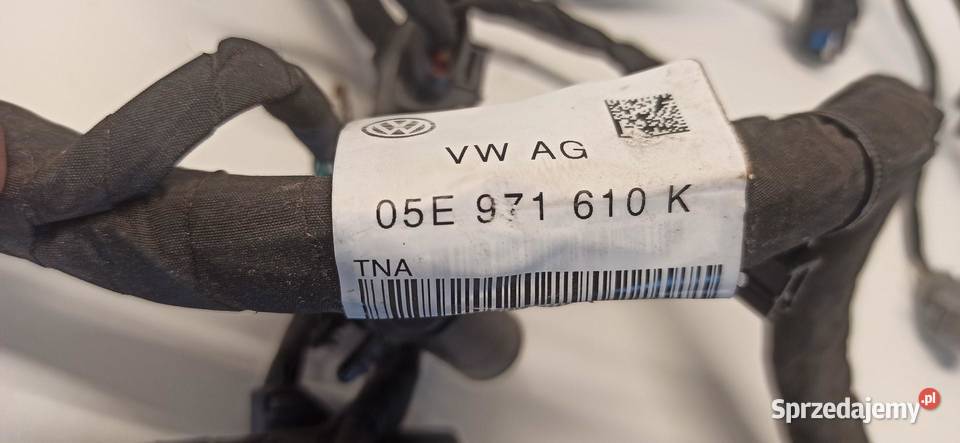 VW AG
05E 971 610 K
TNA
Sprzedajemy.pl